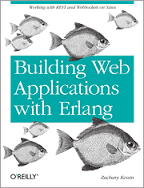 Working with REST and WebSockets on Yaws
Building Web
Applications
with Erlang
O'REILLY®
Zachary Kessin